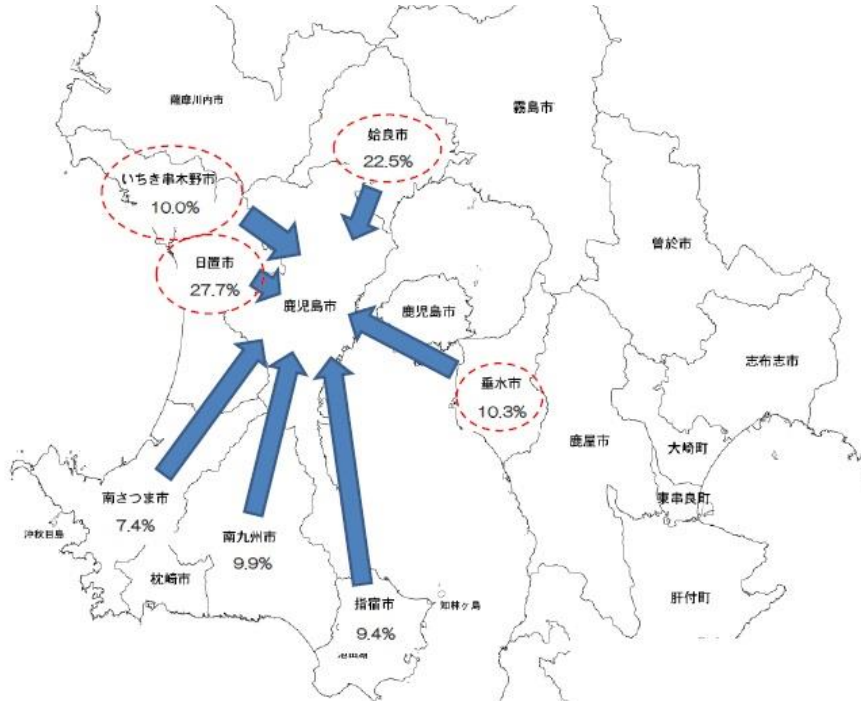 薩摩川内市
霧島市
姶良市
22.5%
いちき串木野市
10.0%
日置市
27.7%
曽於市
鹿児島市
鹿児島市
志布志市
垂水市
10.3%
鹿屋市
大崎町
南さつま市
7.4%
東串良町
沖秋目島
南九州市
9.9%
枕崎市
肝付町
指宿市
9.4%
知林ヶ島
池田湖